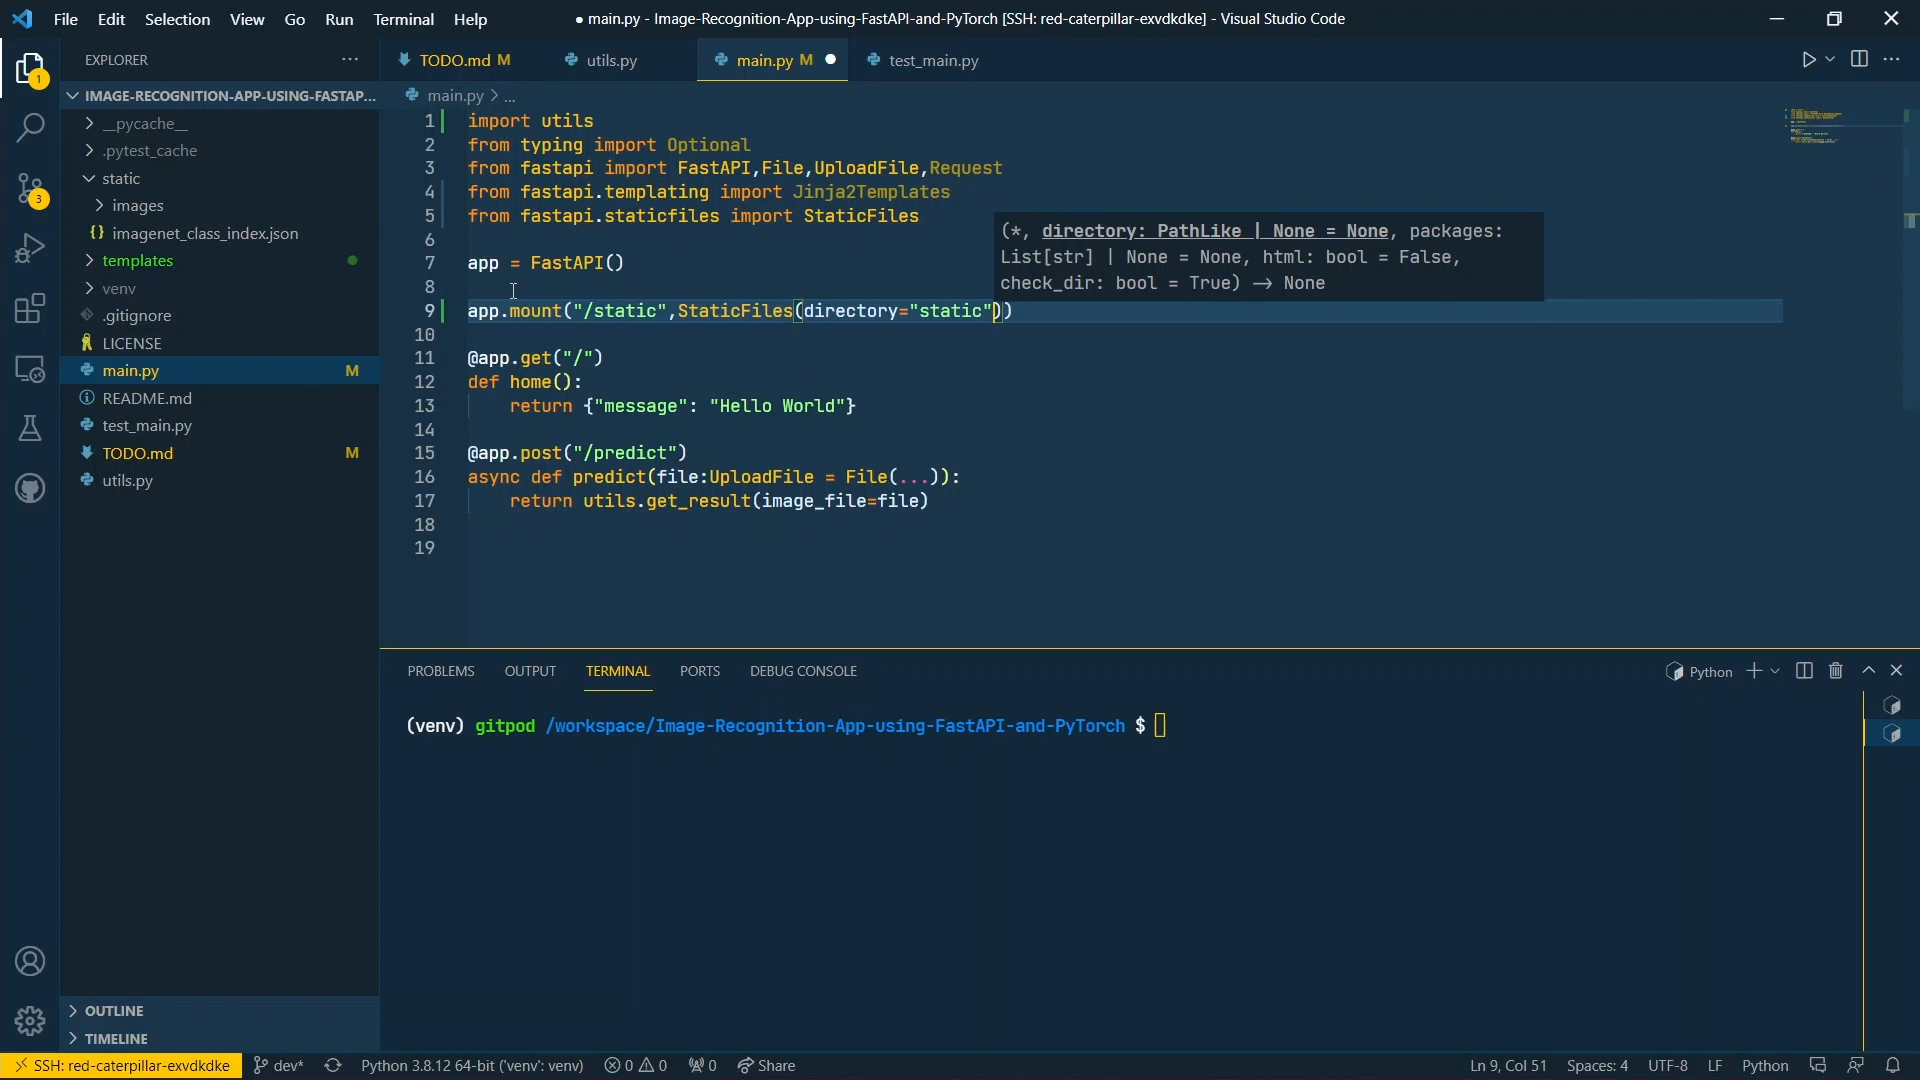 File Edit Selection View Go Run Terminal Help
● main.py - Image-Recognition-App-using-FastAPI-and-PyTorch [SSH: red-caterpillar-exvdkdke] - Visual Studio Code
EXPLORER
1
3
IMAGE-RECOGNITION-APP-USING-FASTAP...
__pycache__
.pytest_cache
static
images
{} imagenet_class_index.json
templates
venv
.gitignore
LICENSE
main.py M
README.md
test_main.py
TODO.md M
utils.py
OUTLINE
TIMELINE
TODO.md M utils.py main.py M test_main.py
main.py > ...
1 import utils
2 from typing import Optional
3 from fastapi import FastAPI,File,UploadFile,Request
4 from fastapi.templating import Jinja2Templates
5 from fastapi.staticfiles import StaticFiles
6
7 app = FastAPI()
8
9 app.mount("/static",StaticFiles(directory="static"))
10
11 @app.get("/")
12 def home():
13 return {"message": "Hello World"}
14
15 @app.post("/predict")
16 async def predict(file:UploadFile = File(...)):
17 return utils.get_result(image_file=file)
18
19
(*, directory: PathLike | None = None, packages:
List[str] | None = None, html: bool = False,
check_dir: bool = True) -> None
PROBLEMS OUTPUT TERMINAL PORTS DEBUG CONSOLE
Python
(venv) gitpod /workspace/Image-Recognition-App-using-FastAPI-and-PyTorch $
SSH: red-caterpillar-exvdkdke dev* Python 3.8.12 64-bit ('venv': venv) 0 0 0 Share
Ln 9, Col 51 Spaces: 4 UTF-8 LF Python